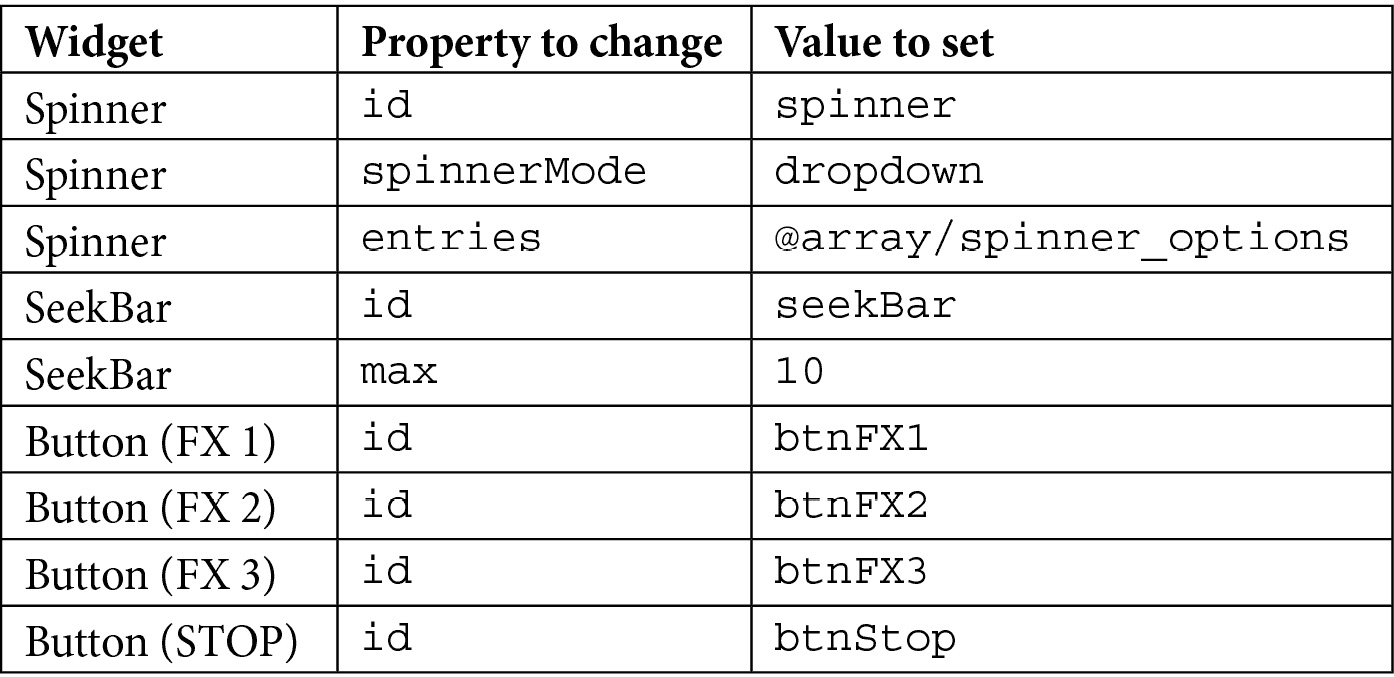 Widget Property to change Value to set
Spinner id spinner
Spinner spinnerMode dropdown
Spinner entries @array/spinner_options
SeekBar id seekBar
SeekBar max 10
Button (FX 1) id btnFX1
Button (FX 2) id btnFX2
Button (FX 3) id btnFX3
Button (STOP) id btnStop